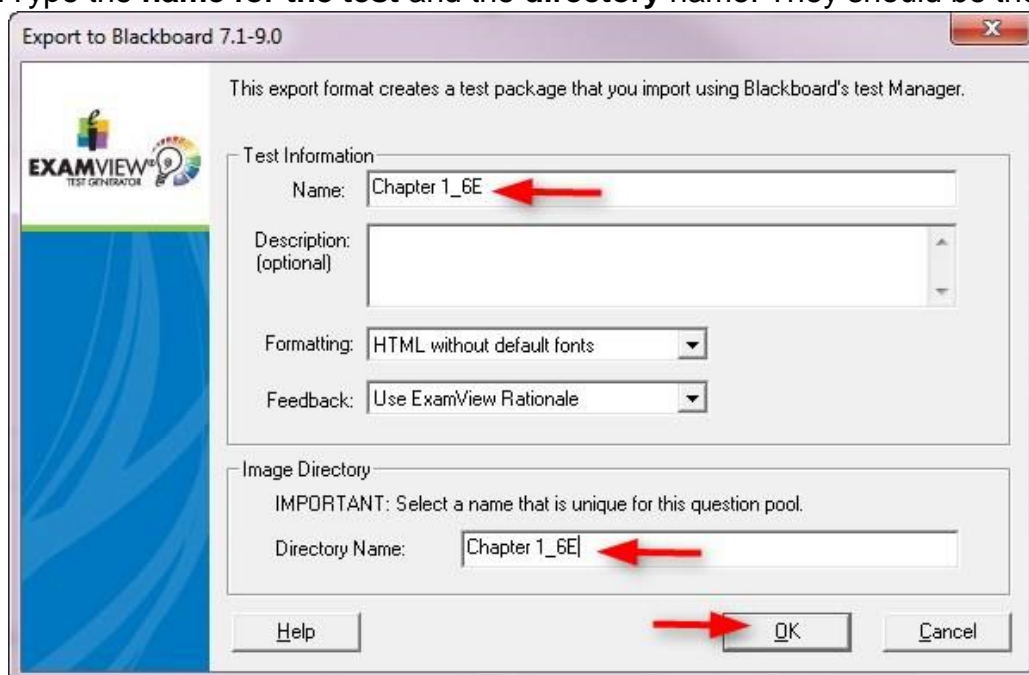 Type the name for the test and the directory name. They should be the
Export to Blackboard 7.1-9.0
This export format creates a test package that you import using Blackboard's test Manager.
EXAMVIEW®
TEST GENERATOR
Test Information
Name: Chapter 1_6E
Description:
(optional)
Formatting: HTML without default fonts
Feedback: Use ExamView Rationale
Image Directory
IMPORTANT: Select a name that is unique for this question pool.
Directory Name: Chapter 1_6E
Help OK Cancel